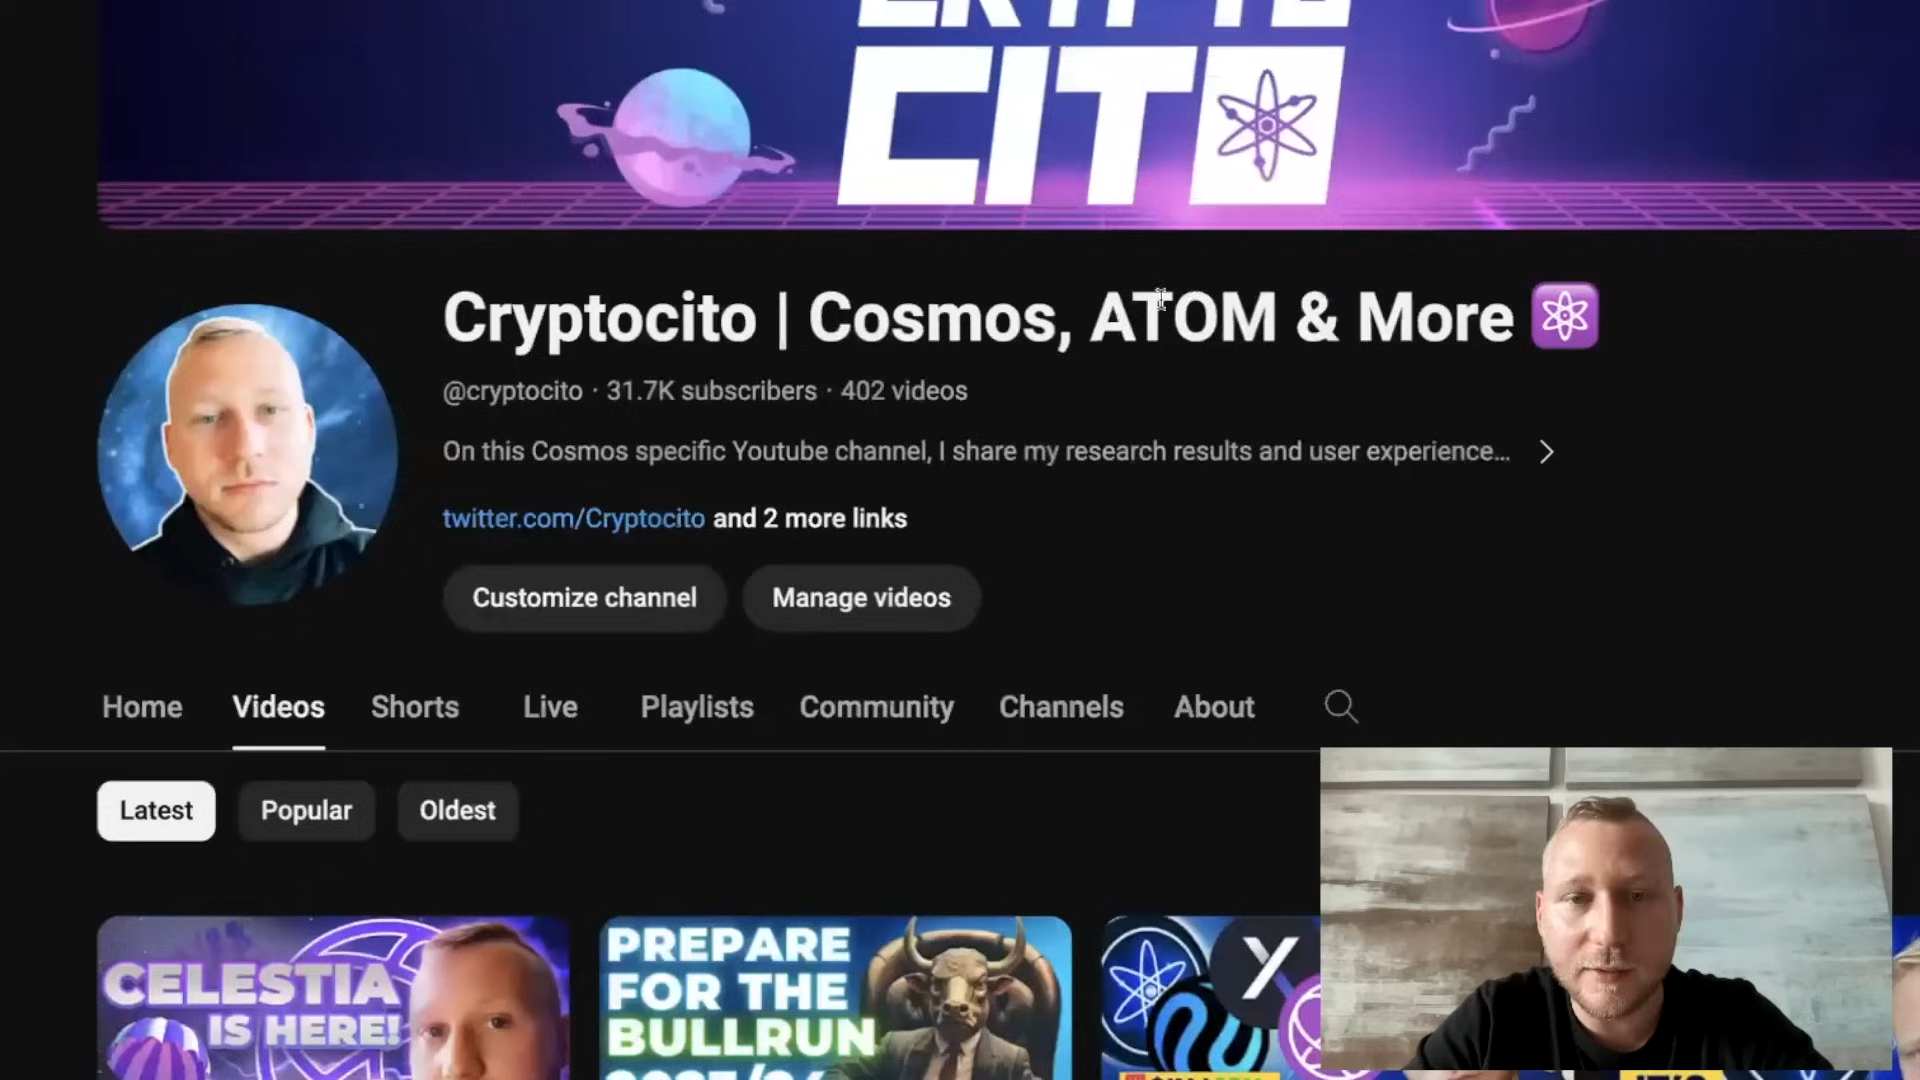 CRYPTO
CITO
Cryptocito | Cosmos, ATOM & More ⚛️
@cryptocito · 31.7K subscribers · 402 videos
On this Cosmos specific Youtube channel, I share my research results and user experience...
twitter.com/Cryptocito and 2 more links
Customize channel
Manage videos
Home Videos Shorts Live Playlists Community Channels About
Latest Popular Oldest
CELESTIA
IS HERE!
PREPARE
FOR THE
BULLRUN